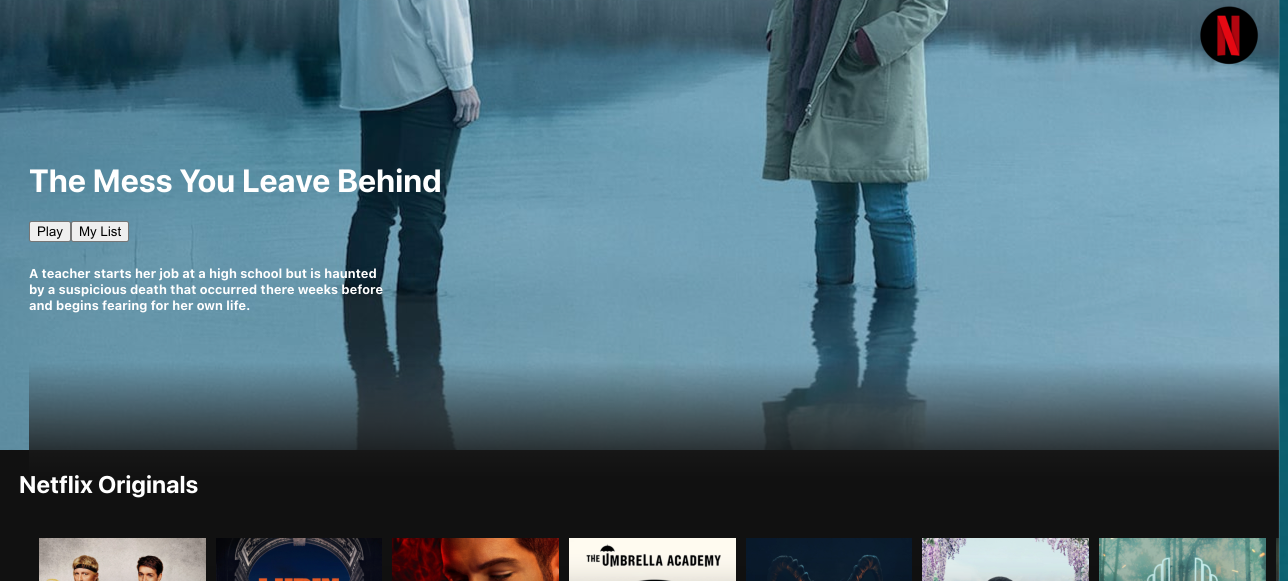 N
The Mess You Leave Behind
Play My List
A teacher starts her job at a high school but is haunted
by a suspicious death that occurred there weeks before
and begins fearing for her own life.
Netflix Originals
THE UMBRELLA ACADEMY